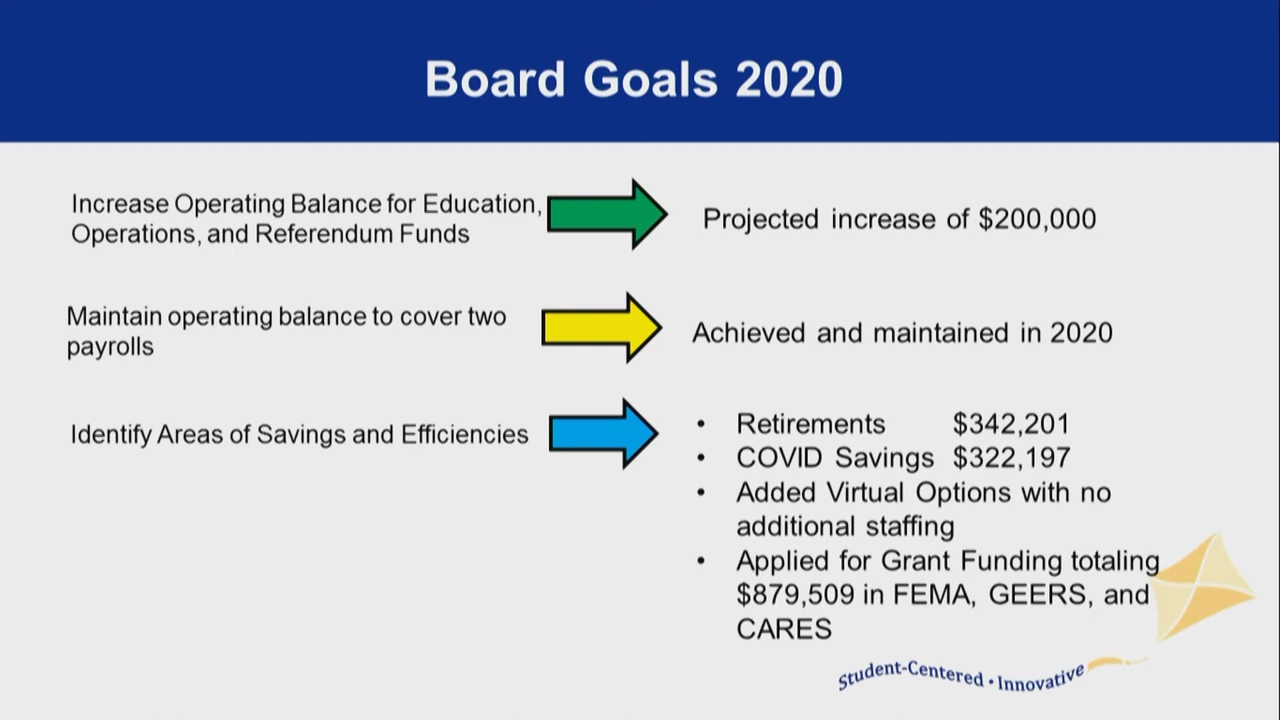 Board Goals 2020
Increase Operating Balance for Education,
Operations, and Referendum Funds
Projected increase of $200,000
Maintain operating balance to cover two
payrolls
Achieved and maintained in 2020
Identify Areas of Savings and Efficiencies
• Retirements $342,201
• COVID Savings $322,197
• Added Virtual Options with no
additional staffing
• Applied for Grant Funding totaling
$879,509 in FEMA, GEERS, and
CARES
Student-Centered • Innovative